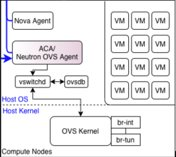 Nova Agent
ACA/
Neutron OVS Agent
vswitchd
ovsdb
Host OS
Host Kernel
OVS Kernel
br-int
br-tun
Compute Nodes
VM VM VM
VM VM VM
VM VM VM
VM VM VM